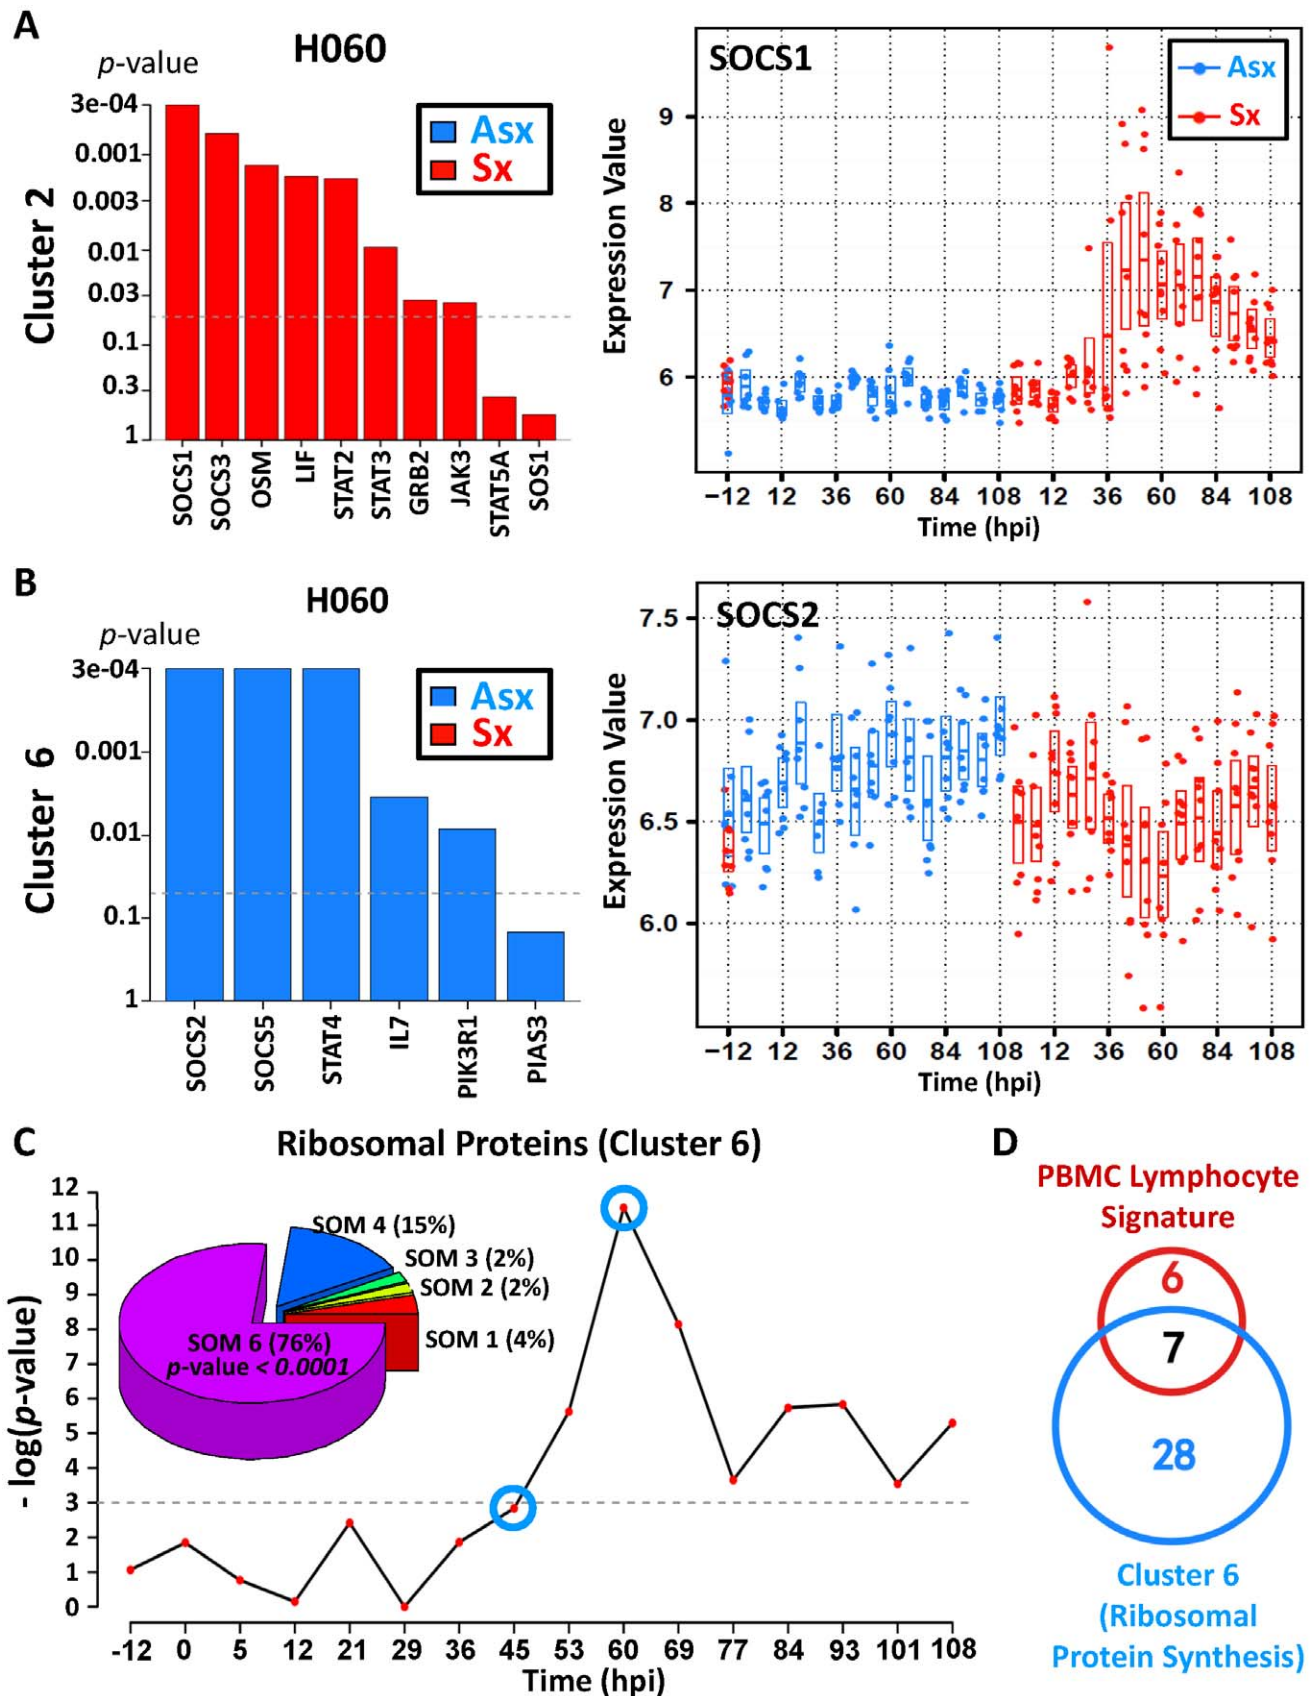 A
H060
p-value
3e-04
0.001
0.003
0.01
0.03
0.1
0.3
1
Cluster 2
Asx
Sx
SOCS1
SOCS3
OSM
LIF
STAT2
STAT3
GRB2
JAK3
STAT5A
SOS1
SOCS1
Asx
Sx
Expression Value
9
8
7
6
−12 12 36 60 84 108 12 36 60 84 108
Time (hpi)
B
H060
p-value
3e-04
0.001
0.01
0.1
1
Cluster 6
Asx
Sx
SOCS2
SOCS5
STAT4
IL7
PIK3R1
PIAS3
SOCS2
Expression Value
7.5
7.0
6.5
6.0
−12 12 36 60 84 108 12 36 60 84 108
Time (hpi)
C
Ribosomal Proteins (Cluster 6)
- log(p-value)
12
11
10
9
8
7
6
5
4
3
2
1
0
SOM 4 (15%)
SOM 3 (2%)
SOM 2 (2%)
SOM 1 (4%)
SOM 6 (76%)
p-value < 0.0001
-12 0 5 12 21 29 36 45 53 60 69 77 84 93 101 108
Time (hpi)
D
PBMC Lymphocyte
Signature
6
7
28
Cluster 6
(Ribosomal
Protein Synthesis)